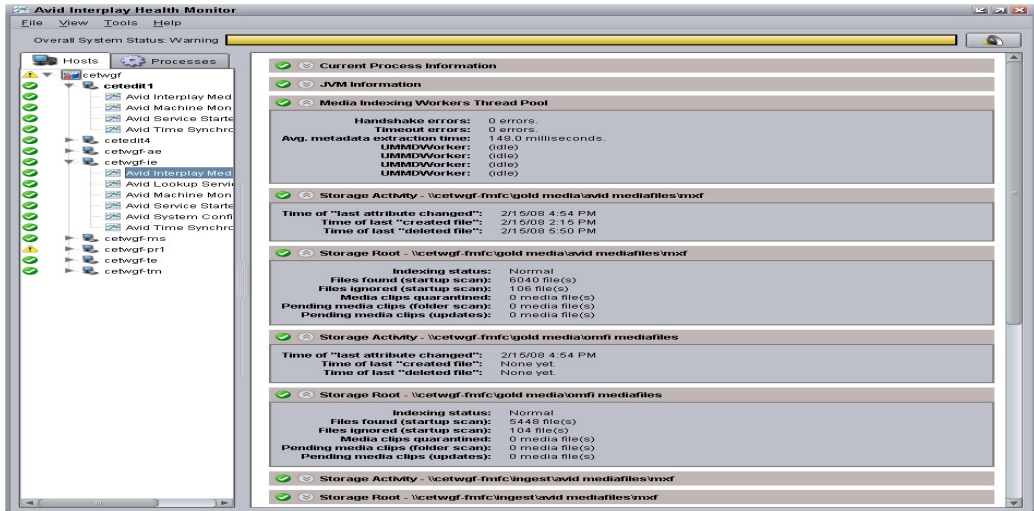 Avid Interplay Health Monitor
File View Tools Help
Overall System Status: Warning
Hosts Processes
cetwgf
cetedit1
Avid Interplay Med
Avid Machine Mon
Avid Service Starte
Avid Time Synchro
cetedit4
cetwgf-ae
cetwgf-ie
Avid Interplay Med
Avid Lookup Servi
Avid Machine Mon
Avid Service Starte
Avid System Confi
Avid Time Synchro
cetwgf-ms
cetwgf-pr1
cetwgf-te
cetwgf-tm
Current Process Information
JVM Information
Media Indexing Workers Thread Pool
Handshake errors: 0 errors.
Timeout errors: 0 errors.
Avg. metadata extraction time: 148.0 milliseconds.
UMMDWorker: (idle)
UMMDWorker: (idle)
UMMDWorker: (idle)
UMMDWorker: (idle)
Storage Activity - \\cetwgf-fmfc\gold media\avid mediafiles\mxf
Time of "last attribute changed": 2/15/08 4:54 PM
Time of last "created file": 2/15/08 2:15 PM
Time of last "deleted file": 2/15/08 5:50 PM
Storage Root - \\cetwgf-fmfc\gold media\avid mediafiles\mxf
Indexing status: Normal
Files found (startup scan): 6040 file(s)
Files ignored (startup scan): 106 file(s)
Media clips quarantined: 0 media file(s)
Pending media clips (folder scan): 0 media file(s)
Pending media clips (updates): 0 media file(s)
Storage Activity - \\cetwgf-fmfc\gold media\omfi mediafiles
Time of "last attribute changed": 2/15/08 4:54 PM
Time of last "created file": None yet.
Time of last "deleted file": None yet.
Storage Root - \\cetwgf-fmfc\gold media\omfi mediafiles
Indexing status: Normal
Files found (startup scan): 5448 file(s)
Files ignored (startup scan): 104 file(s)
Media clips quarantined: 0 media file(s)
Pending media clips (folder scan): 0 media file(s)
Pending media clips (updates): 0 media file(s)
Storage Activity - \\cetwgf-fmfc\ingest\avid mediafiles\mxf
Storage Root - \\cetwgf-fmfc\ingest\avid mediafiles\mxf